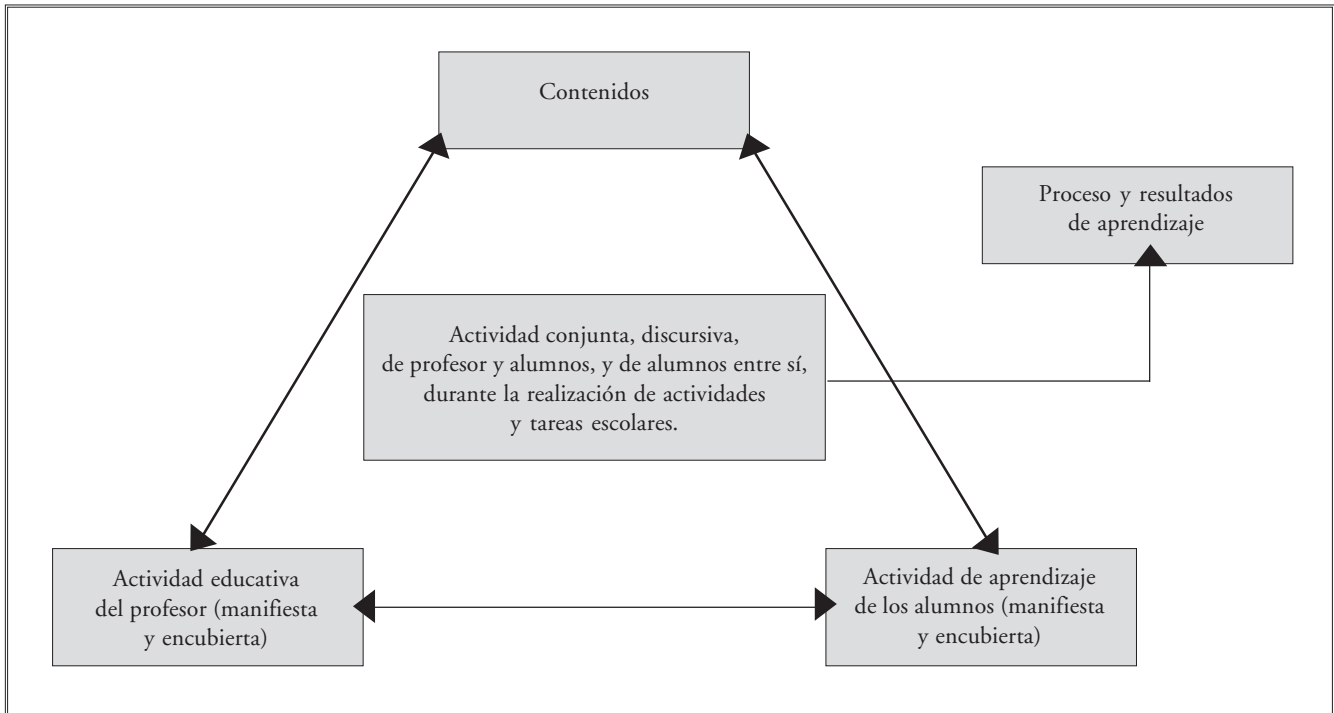 Contenidos
Proceso y resultados
de aprendizaje
Actividad conjunta, discursiva,
de profesor y alumnos, y de alumnos entre sí,
durante la realización de actividades
y tareas escolares.
Actividad educativa
del profesor (manifiesta
y encubierta)
Actividad de aprendizaje
de los alumnos (manifiesta
y encubierta)